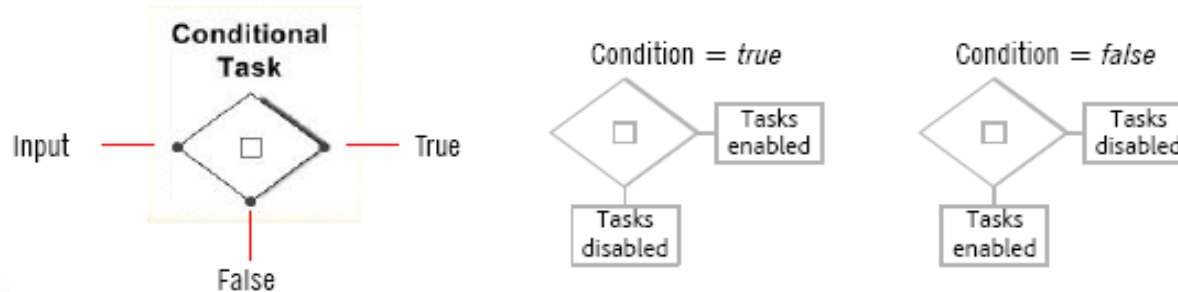 Conditional
Task
Input
True
False
Condition = true
Tasks
enabled
Tasks
disabled
Condition = false
Tasks
disabled
Tasks
enabled